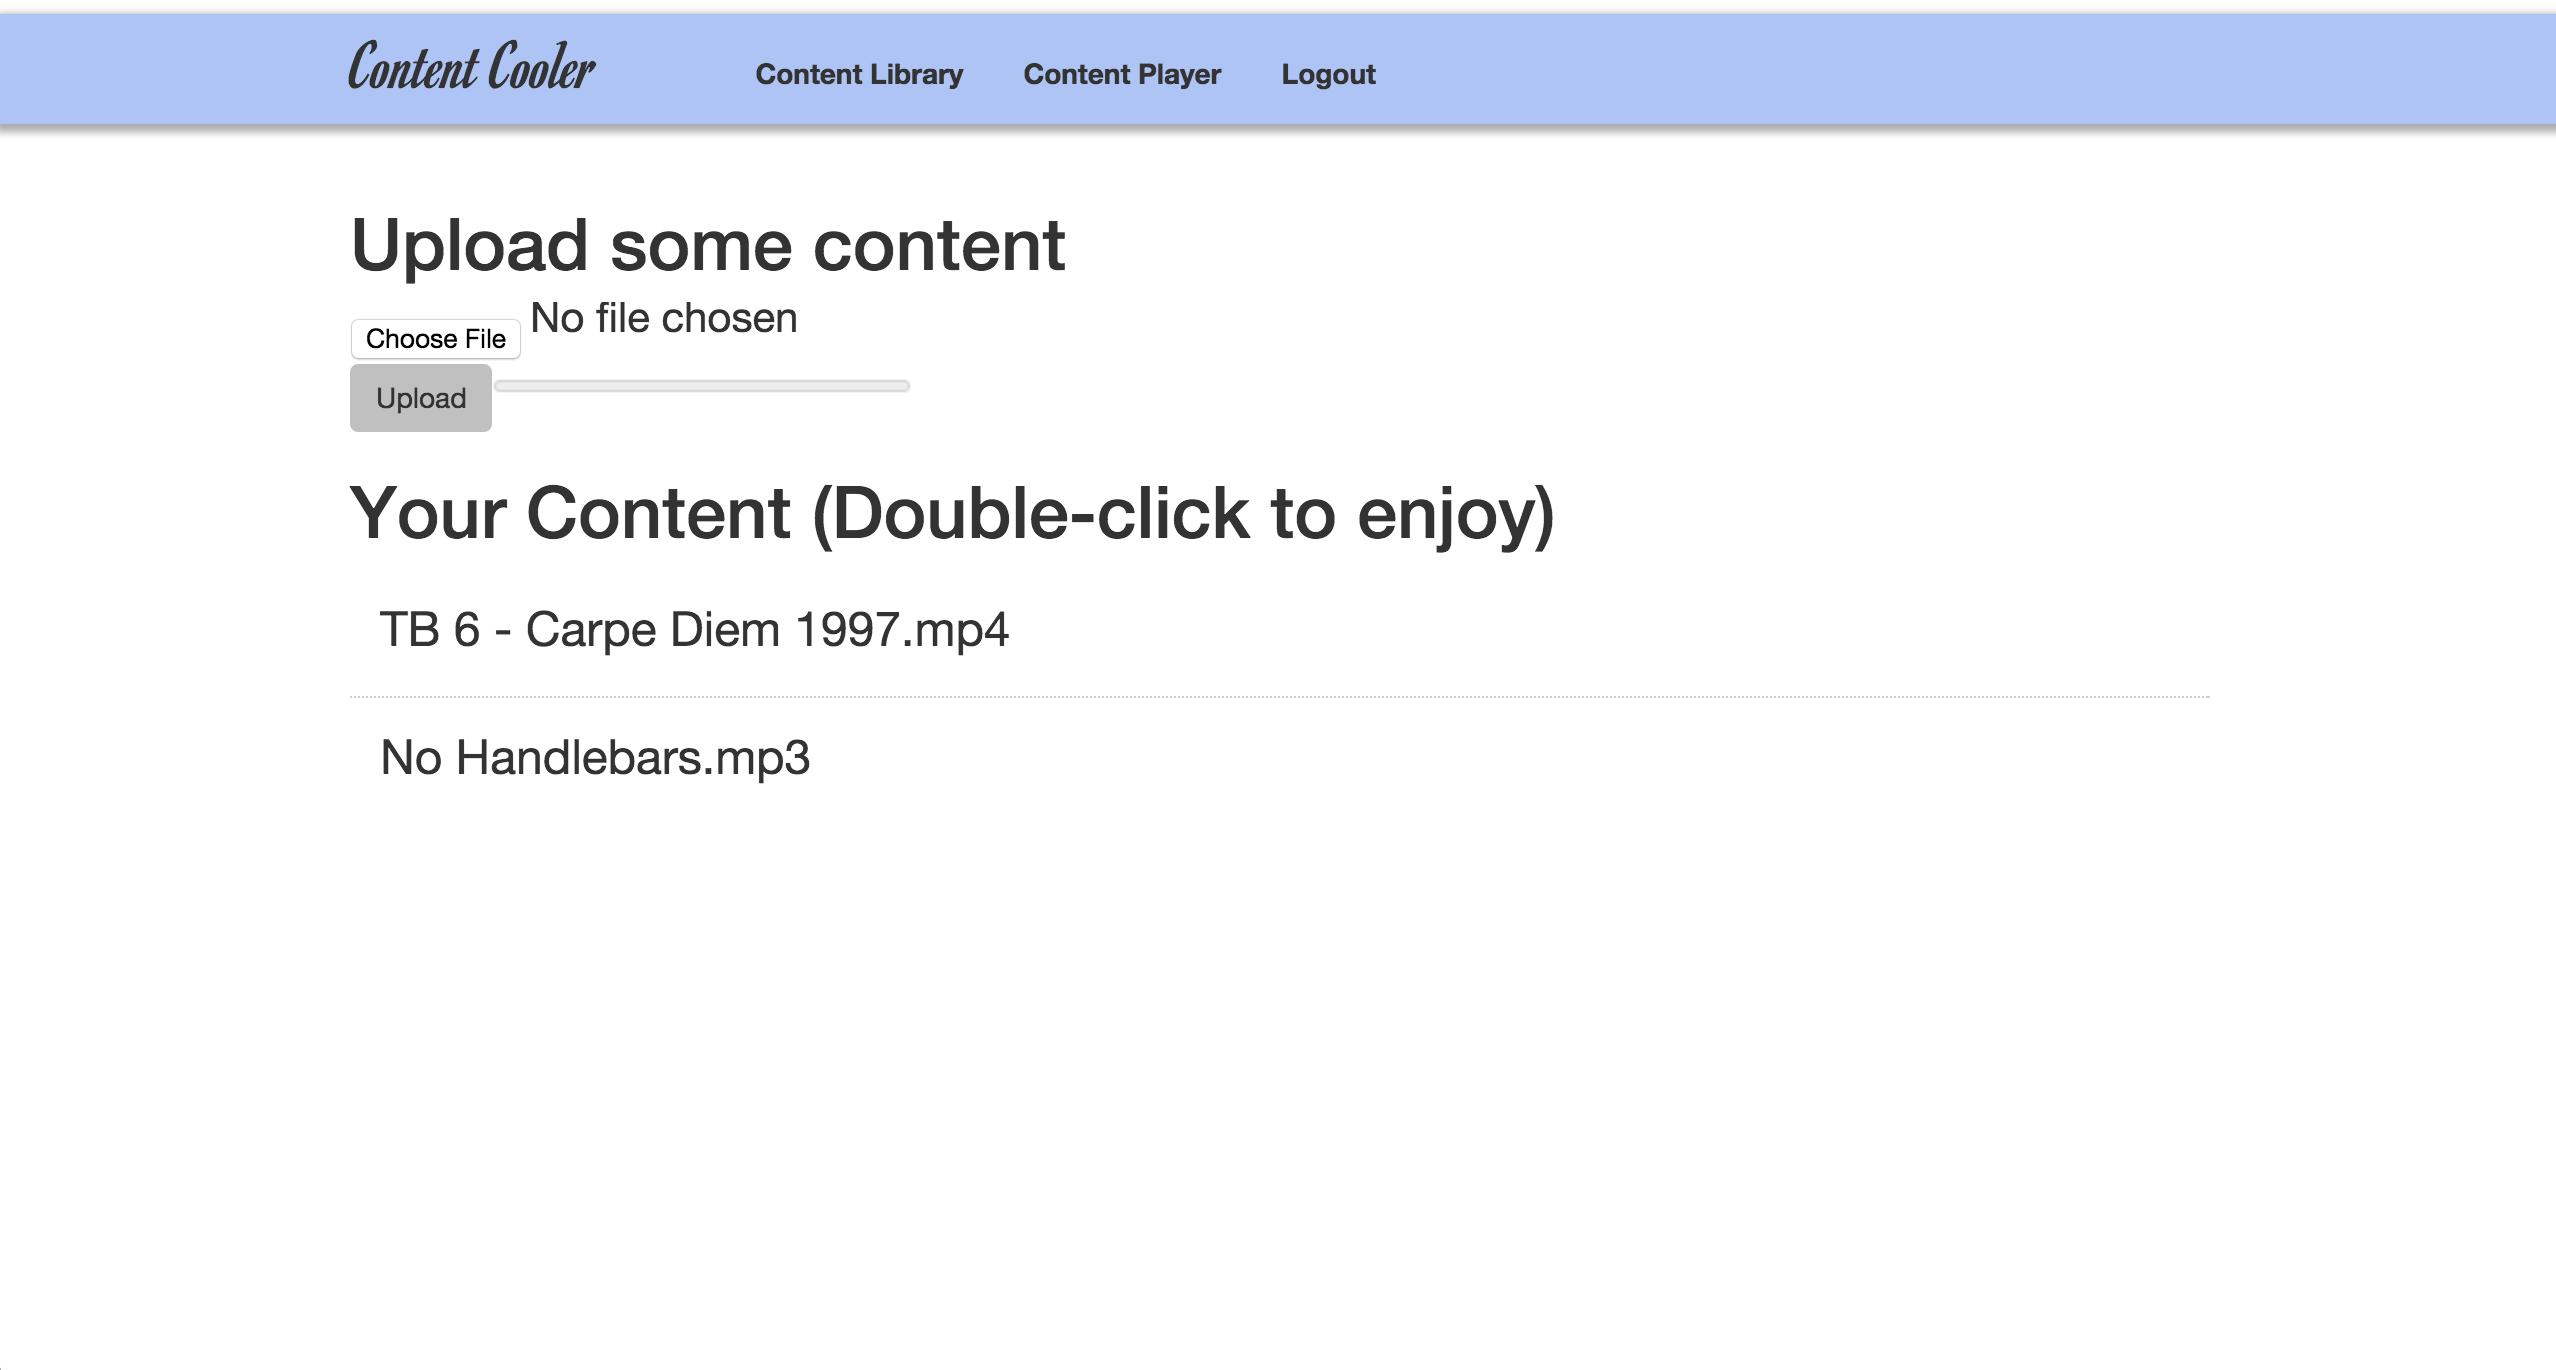 Content Cooler Content Library Content Player Logout
Upload some content
Choose File No file chosen
Upload
Your Content (Double-click to enjoy)
TB 6 - Carpe Diem 1997.mp4
No Handlebars.mp3